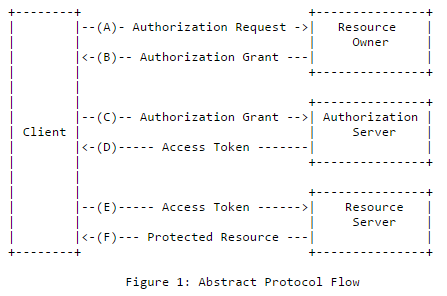 +--------+                               +---------------+
|        |--(A)- Authorization Request ->|   Resource    |
|        |                               |     Owner     |
|        |<-(B)-- Authorization Grant ---|               |
|        |                               +---------------+
|        |
|        |                               +---------------+
|        |--(C)-- Authorization Grant -->| Authorization |
| Client |                               |     Server    |
|        |<-(D)----- Access Token -------|               |
|        |                               +---------------+
|        |
|        |                               +---------------+
|        |--(E)----- Access Token ------>|    Resource   |
|        |                               |     Server    |
|        |<-(F)--- Protected Resource ---|               |
+--------+                               +---------------+
Figure 1: Abstract Protocol Flow